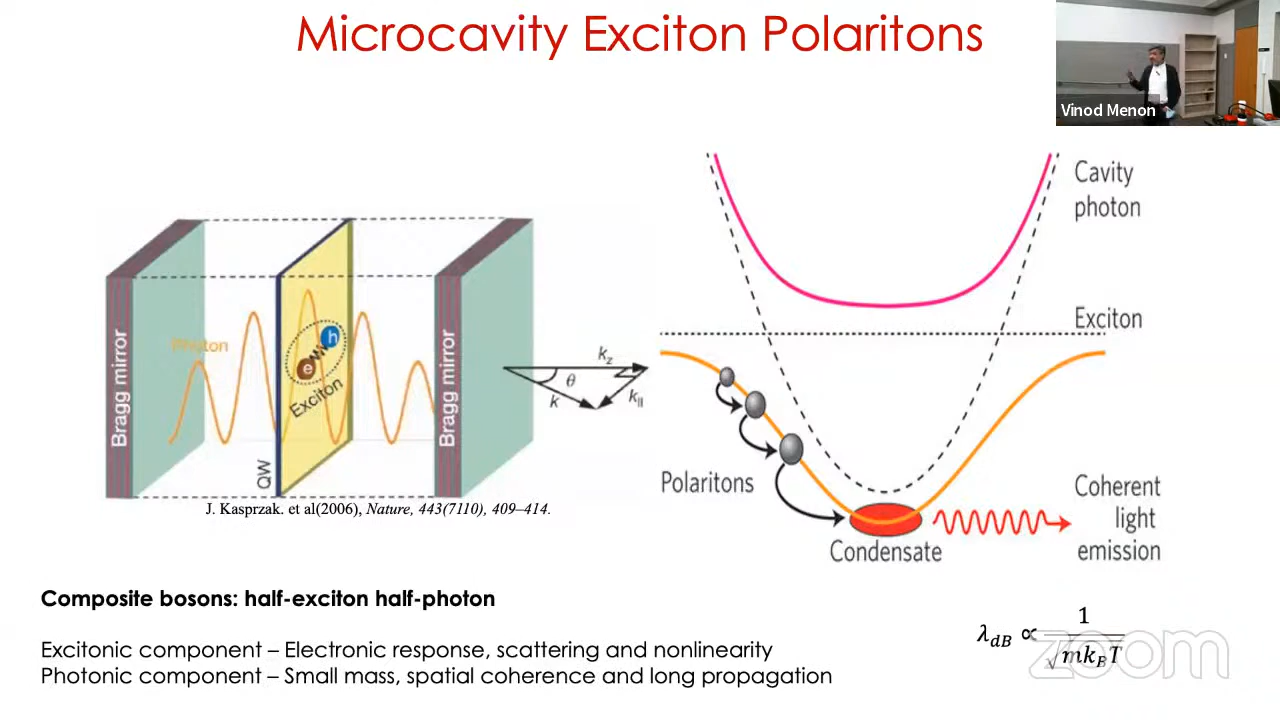 Microcavity Exciton Polaritons
Vinod Menon
Bragg mirror
Photon
e
h
Exciton
QW
Bragg mirror
k_z
θ
k
k_||
J. Kasprzak. et al(2006), Nature, 443(7110), 409–414.
Cavity
photon
Exciton
Polaritons
Condensate
Coherent
light
emission
Composite bosons: half-exciton half-photon
Excitonic component – Electronic response, scattering and nonlinearity
Photonic component – Small mass, spatial coherence and long propagation
λ_dB ∝ 1/√(mk_BT)
zoom